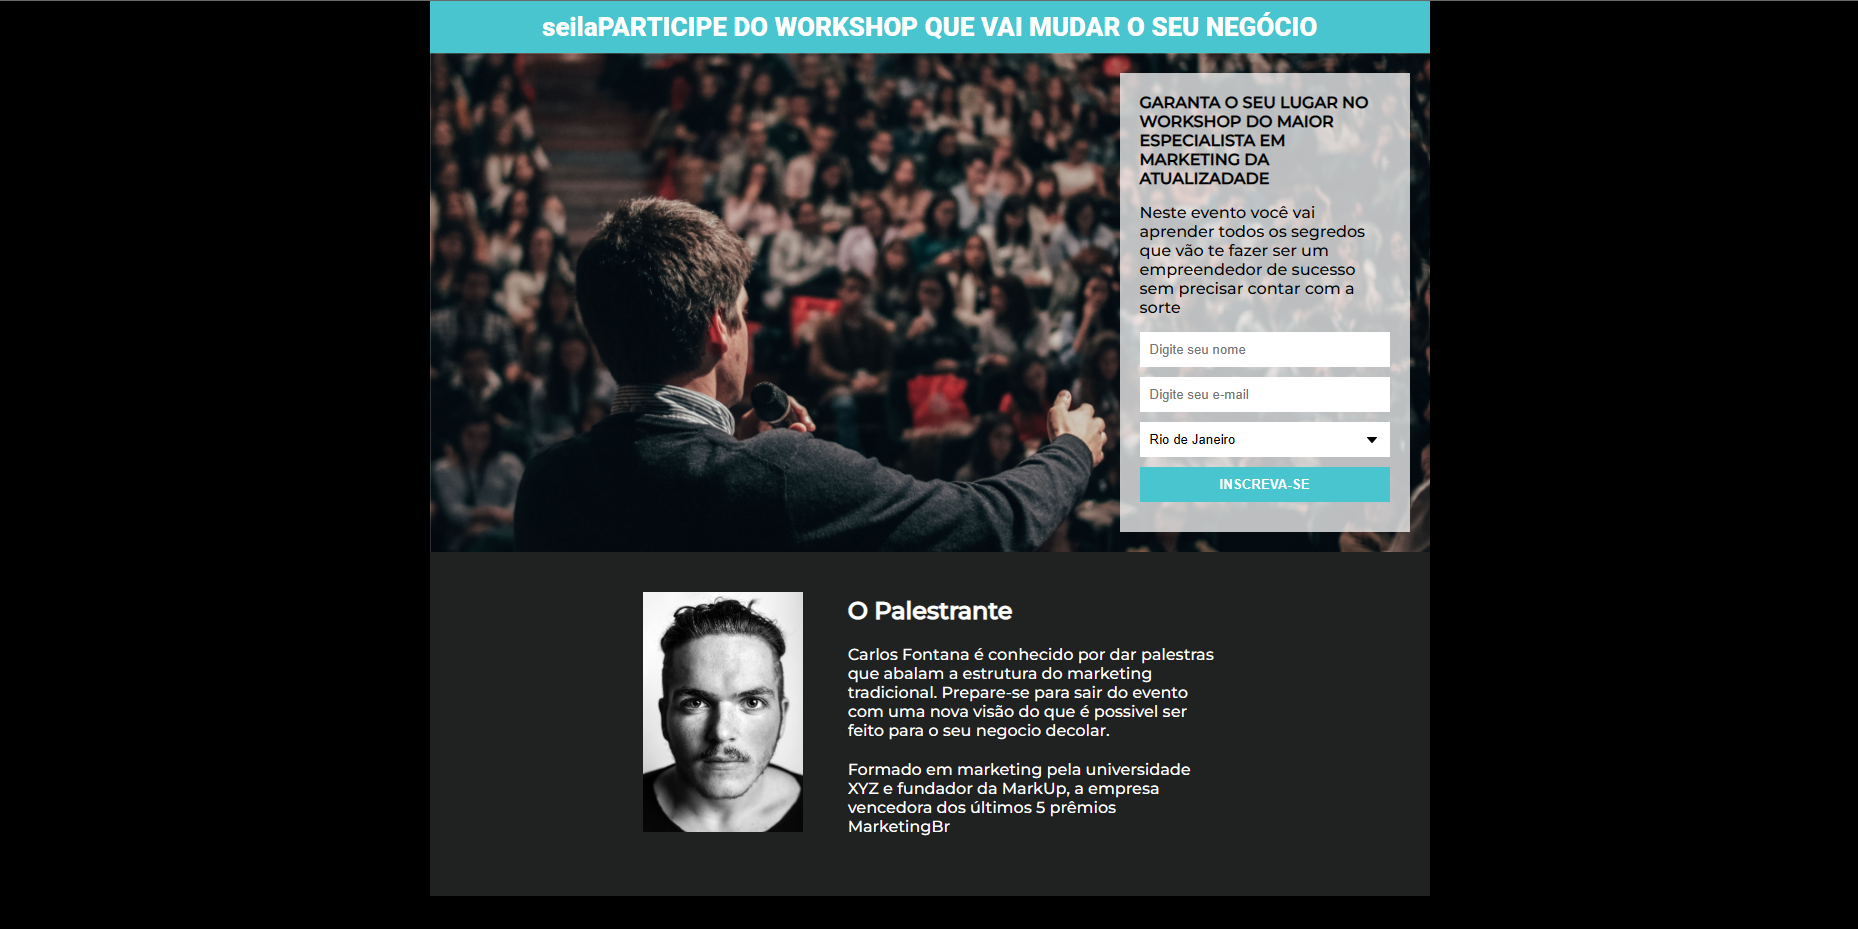 seilaPARTICIPE DO WORKSHOP QUE VAI MUDAR O SEU NEGÓCIO
GARANTA O SEU LUGAR NO
WORKSHOP DO MAIOR
ESPECIALISTA EM
MARKETING DA
ATUALIZADADE
Neste evento você vai
aprender todos os segredos
que vão te fazer ser um
empreendedor de sucesso
sem precisar contar com a
sorte
Digite seu nome
Digite seu e-mail
Rio de Janeiro
INSCREVA-SE
O Palestrante
Carlos Fontana é conhecido por dar palestras
que abalam a estrutura do marketing
tradicional. Prepare-se para sair do evento
com uma nova visão do que é possivel ser
feito para o seu negocio decolar.
Formado em marketing pela universidade
XYZ e fundador da MarkUp, a empresa
vencedora dos últimos 5 prêmios
MarketingBr